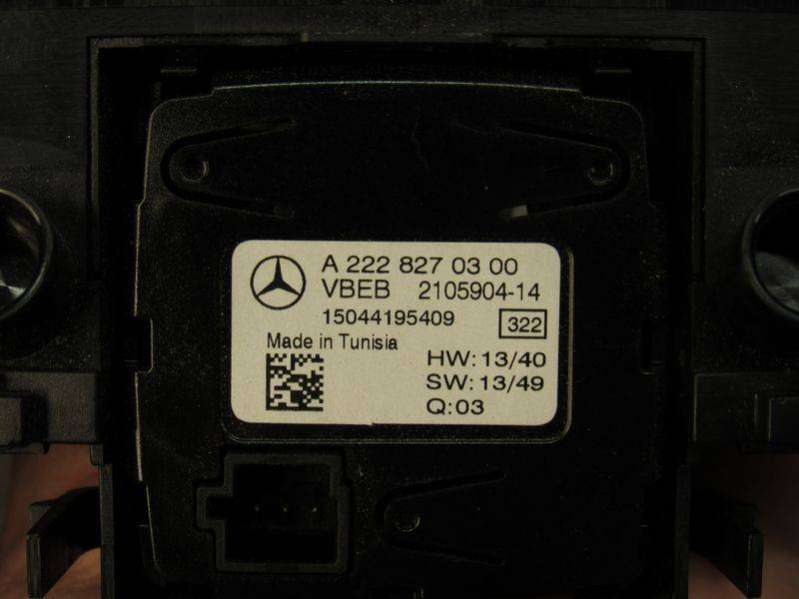 A 222 827 03 00
VBEB 2105904-14
15044195409 322
Made in Tunisia
HW: 13/40
SW: 13/49
Q: 03